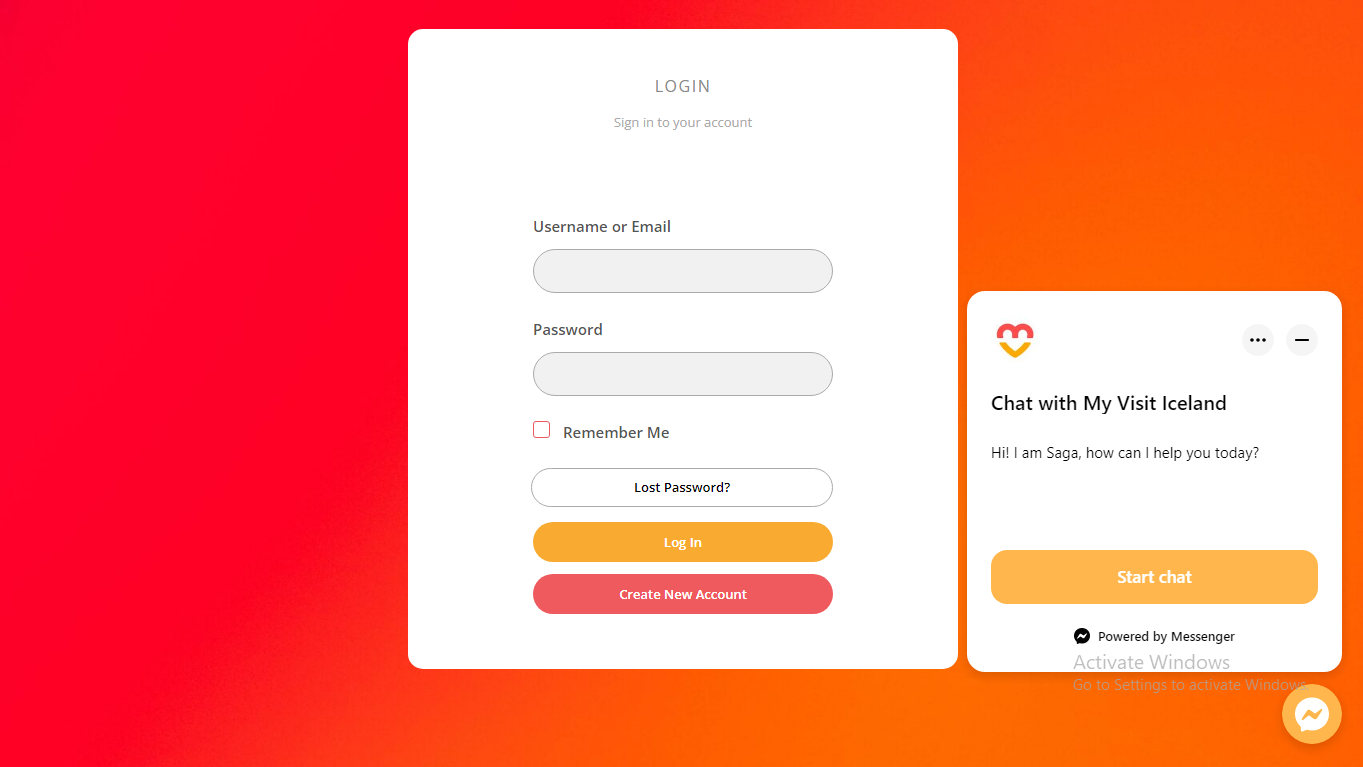 LOGIN
Sign in to your account
Username or Email
Password
Remember Me
Lost Password?
Log In
Create New Account
Chat with My Visit Iceland
Hi! I am Saga, how can I help you today?
Start chat
Powered by Messenger
Activate Windows
Go to Settings to activate Windows.